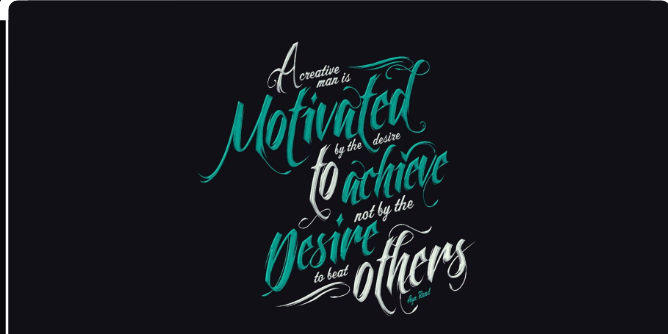 A creative
man is
Motivated
by the desire
to achieve
not by the
Desire
to beat
others
Ayn Rand